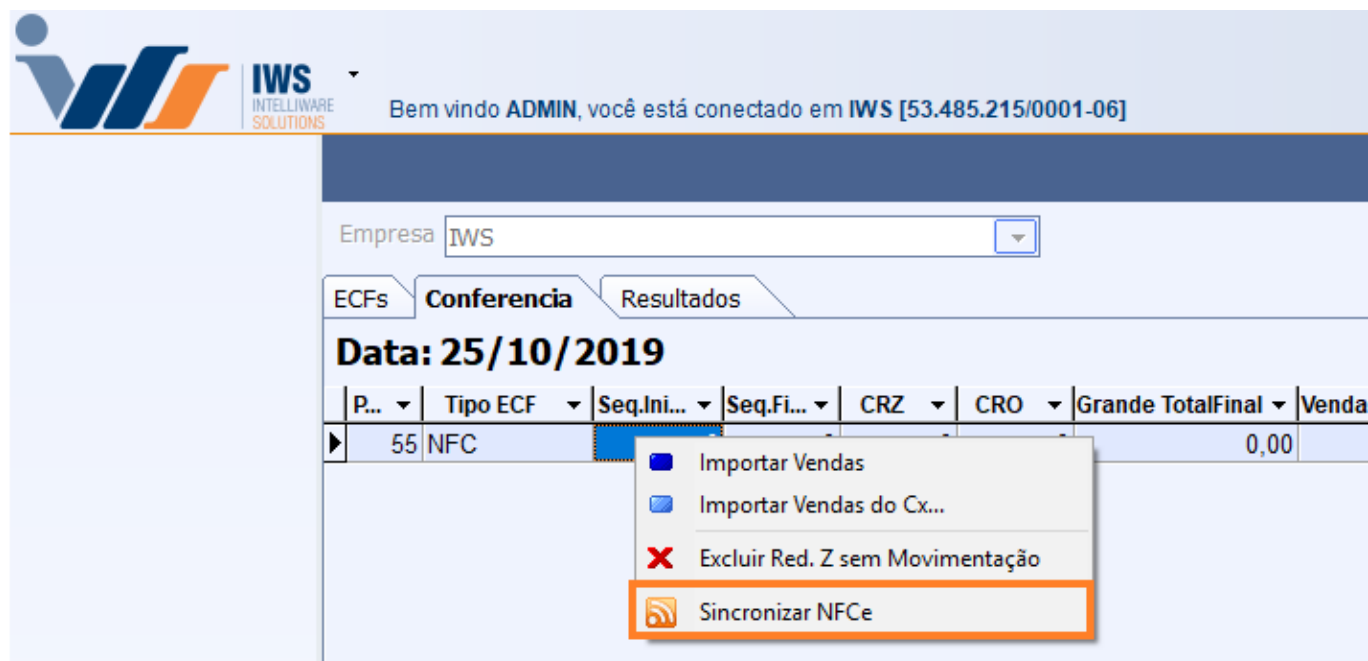 IWS
INTELLIWARE
SOLUTIONS
Bem vindo ADMIN, você está conectado em IWS [53.485.215/0001-06]
Empresa IWS
ECFs Conferencia Resultados
Data: 25/10/2019
P... Tipo ECF Seq.Ini... Seq.Fi... CRZ CRO Grande TotalFinal Venda
55 NFC 0,00
Importar Vendas
Importar Vendas do Cx...
Excluir Red. Z sem Movimentação
Sincronizar NFCe